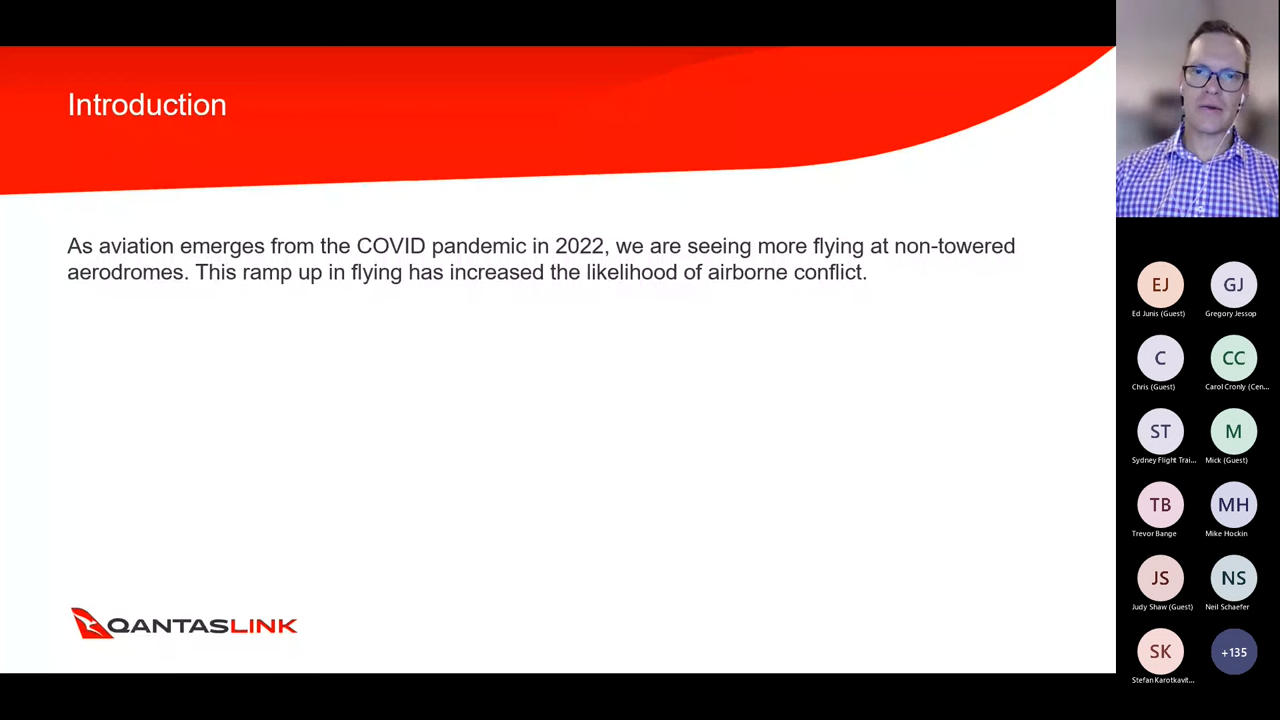 Introduction
As aviation emerges from the COVID pandemic in 2022, we are seeing more flying at non-towered
aerodromes. This ramp up in flying has increased the likelihood of airborne conflict.
QANTASLINK
EJ
GJ
Ed Junis (Guest)
Gregory Jessop
C
CC
Chris (Guest)
Carol Cronly (Cen...
ST
M
Sydney Flight Trai...
Mick (Guest)
TB
MH
Trevor Bange
Mike Hockin
JS
NS
Judy Shaw (Guest)
Neil Schaefer
SK
+135
Stefan Karotkavit...